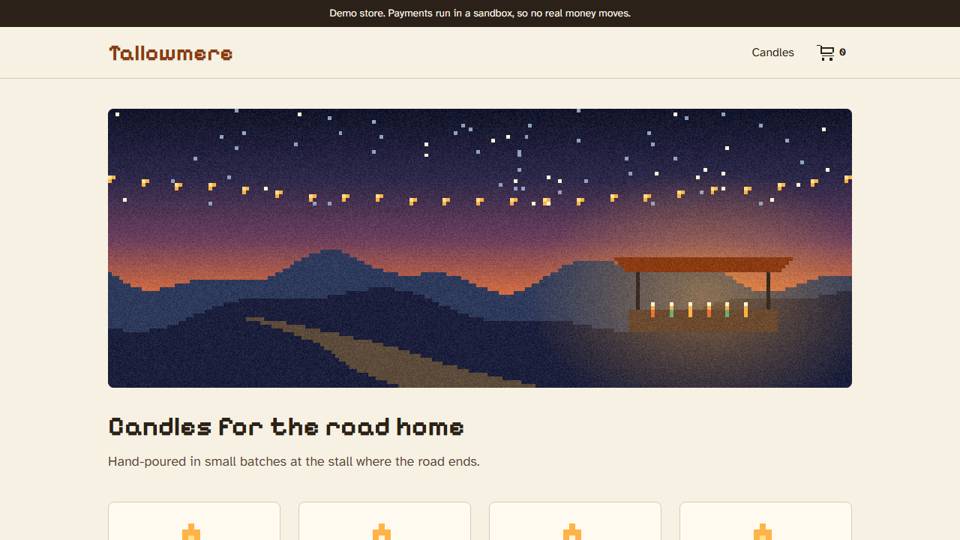 Demo store. Payments run in a sandbox, so no real money moves.
Tallowmere
Candles
0
Candles for the road home
Hand-poured in small batches at the stall where the road ends.